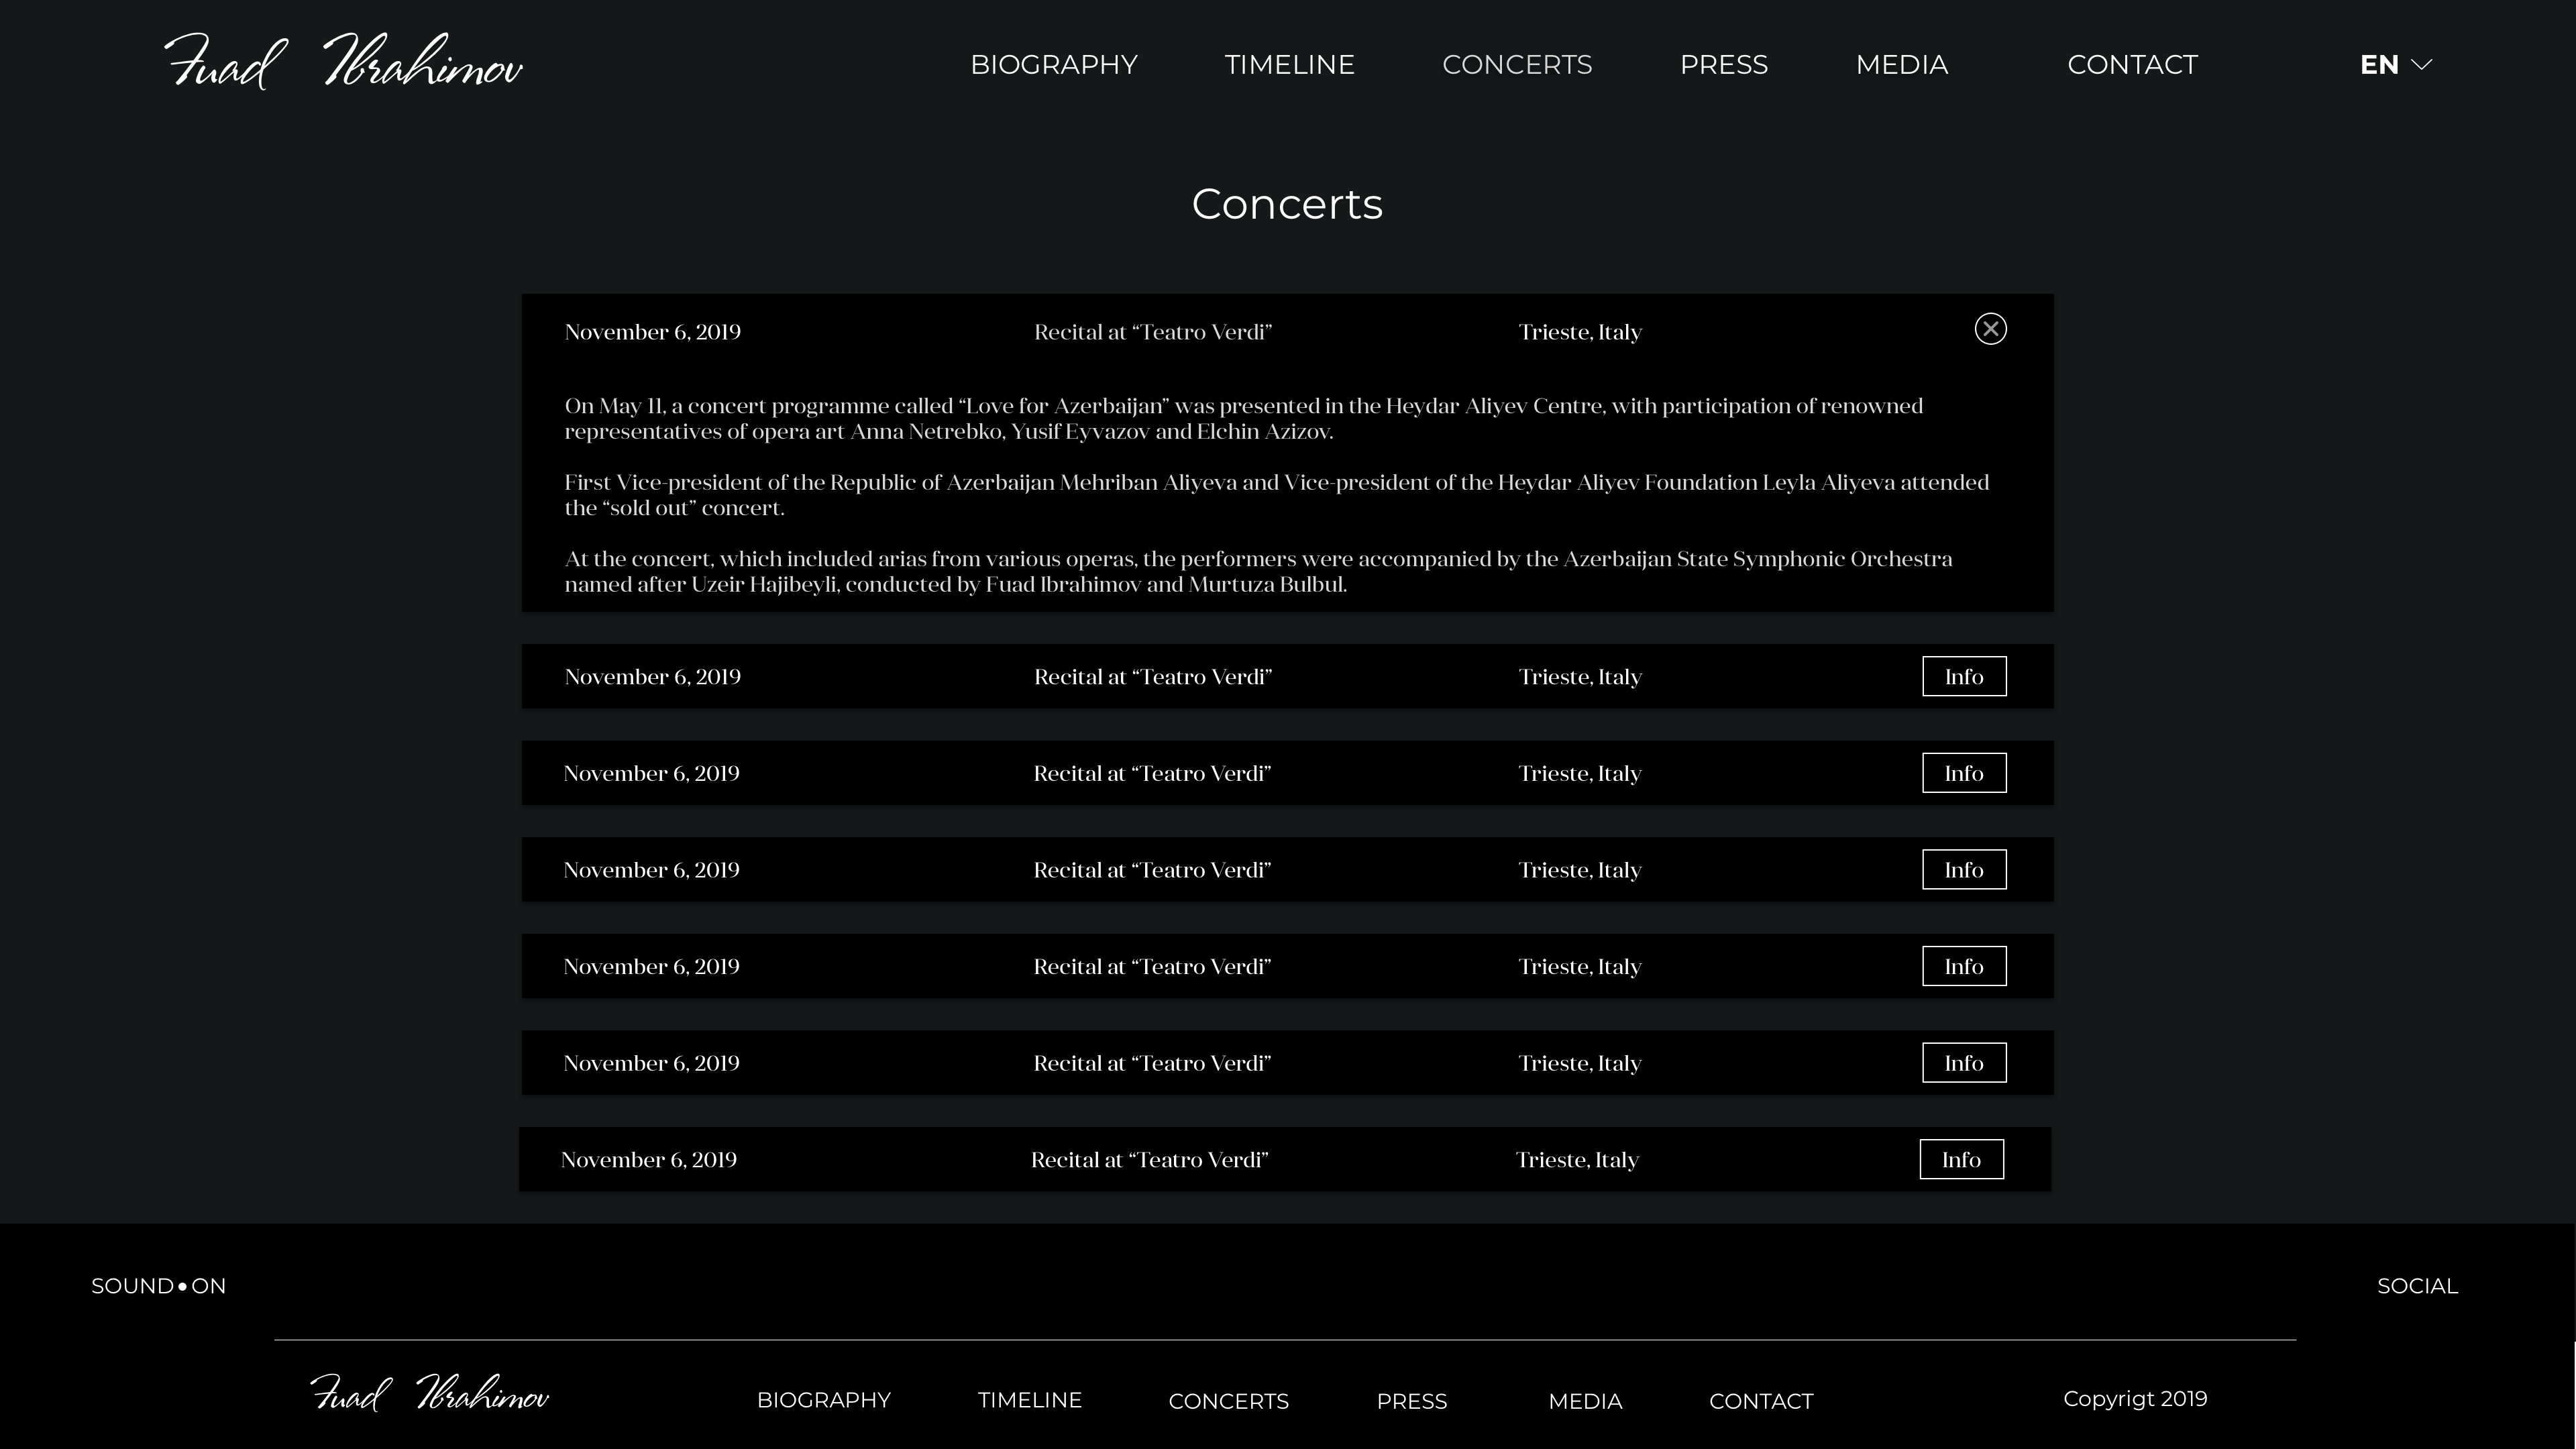 Fuad Ibrahimov BIOGRAPHY TIMELINE CONCERTS PRESS MEDIA CONTACT EN
Concerts
November 6, 2019 Recital at “Teatro Verdi” Trieste, Italy
On May 11, a concert programme called “Love for Azerbaijan” was presented in the Heydar Aliyev Centre, with participation of renowned
representatives of opera art Anna Netrebko, Yusif Eyvazov and Elchin Azizov.
First Vice-president of the Republic of Azerbaijan Mehriban Aliyeva and Vice-president of the Heydar Aliyev Foundation Leyla Aliyeva attended
the “sold out” concert.
At the concert, which included arias from various operas, the performers were accompanied by the Azerbaijan State Symphonic Orchestra
named after Uzeir Hajibeyli, conducted by Fuad Ibrahimov and Murtuza Bulbul.
November 6, 2019 Recital at “Teatro Verdi” Trieste, Italy Info
November 6, 2019 Recital at “Teatro Verdi” Trieste, Italy Info
November 6, 2019 Recital at “Teatro Verdi” Trieste, Italy Info
November 6, 2019 Recital at “Teatro Verdi” Trieste, Italy Info
November 6, 2019 Recital at “Teatro Verdi” Trieste, Italy Info
November 6, 2019 Recital at “Teatro Verdi” Trieste, Italy Info
SOUND•ON SOCIAL
Fuad Ibrahimov BIOGRAPHY TIMELINE CONCERTS PRESS MEDIA CONTACT Copyrigt 2019